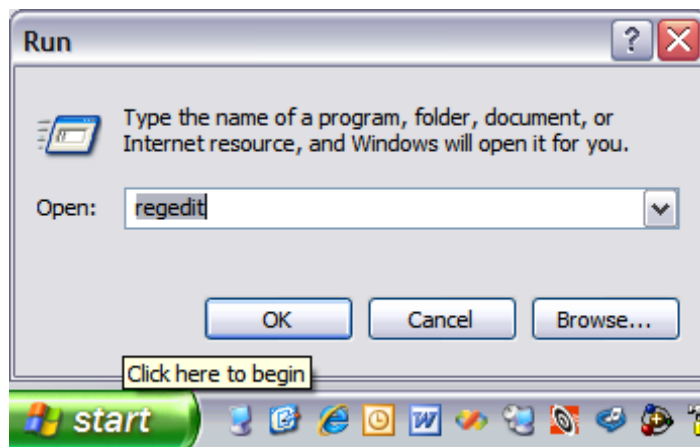 Run
Type the name of a program, folder, document, or
Internet resource, and Windows will open it for you.
Open: regedit
OK Cancel Browse...
Click here to begin
start